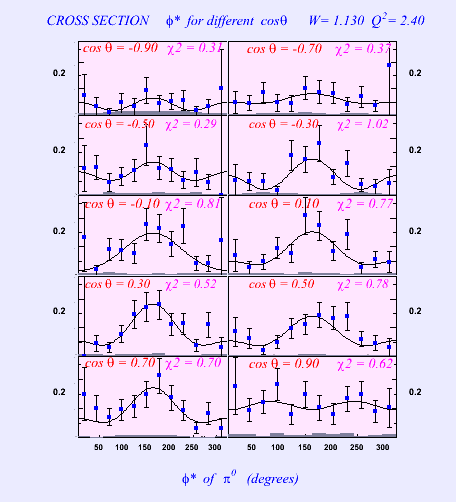 CROSS SECTION ϕ* for different cosθ W= 1.130 Q²= 2.40
cos θ = -0.90 χ2 = 0.31 cos θ = -0.70 χ2 = 0.37
0.2 0.2
cos θ = -0.50 χ2 = 0.29 cos θ = -0.30 χ2 = 1.02
0.2 0.2
cos θ = -0.10 χ2 = 0.81 cos θ = 0.10 χ2 = 0.77
0.2 0.2
cos θ = 0.30 χ2 = 0.52 cos θ = 0.50 χ2 = 0.78
0.2 0.2
cos θ = 0.70 χ2 = 0.70 cos θ = 0.90 χ2 = 0.62
0.2 0.2
50 100 150 200 250 300 50 100 150 200 250 300
ϕ* of π⁰ (degrees)